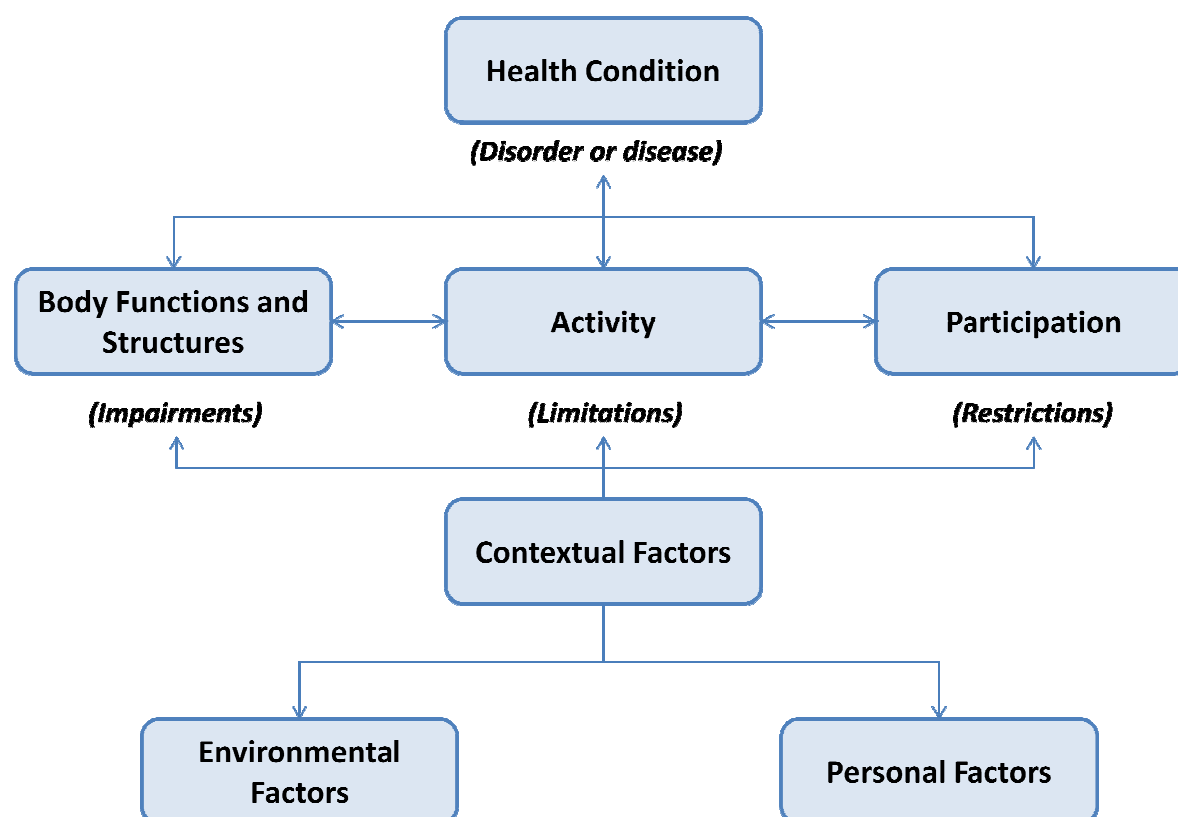 Health Condition
(Disorder or disease)
Body Functions and
Structures
Activity
Participation
(Impairments)
(Limitations)
(Restrictions)
Contextual Factors
Environmental
Factors
Personal Factors